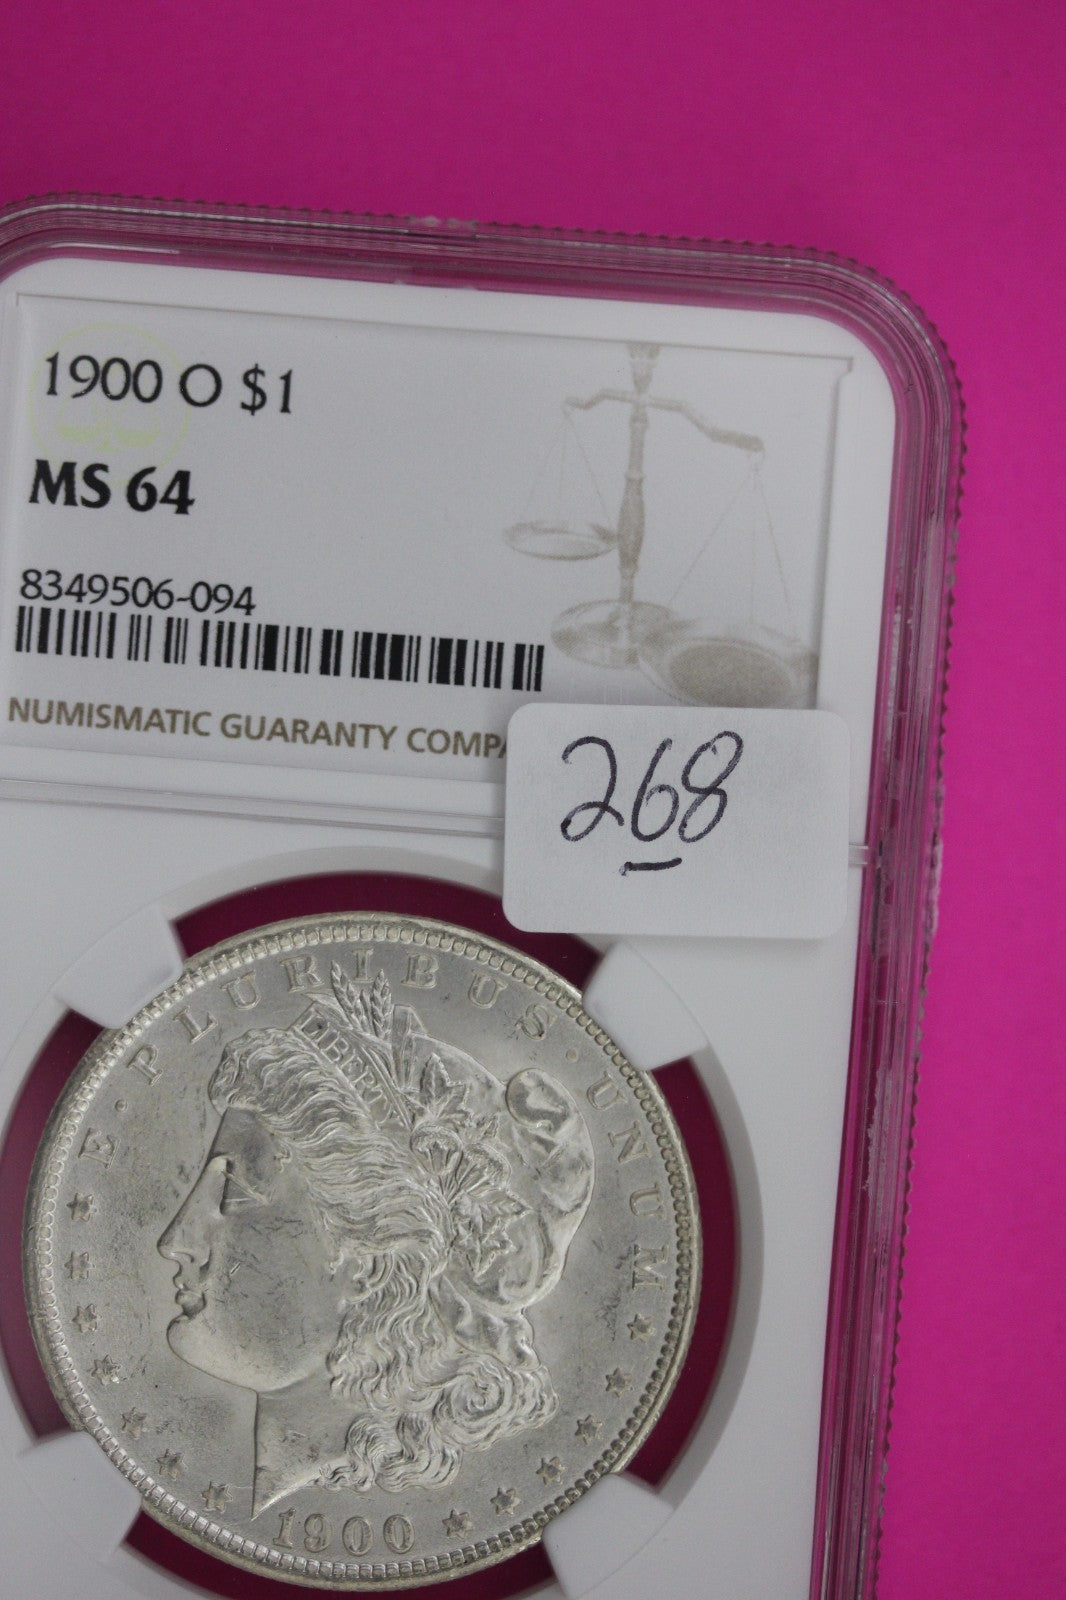 1900 O $1
MS 64
8349506-094
NUMISMATIC GUARANTY COMPA
268
E · PLURIBUS · UNUM
LIBERTY
1900